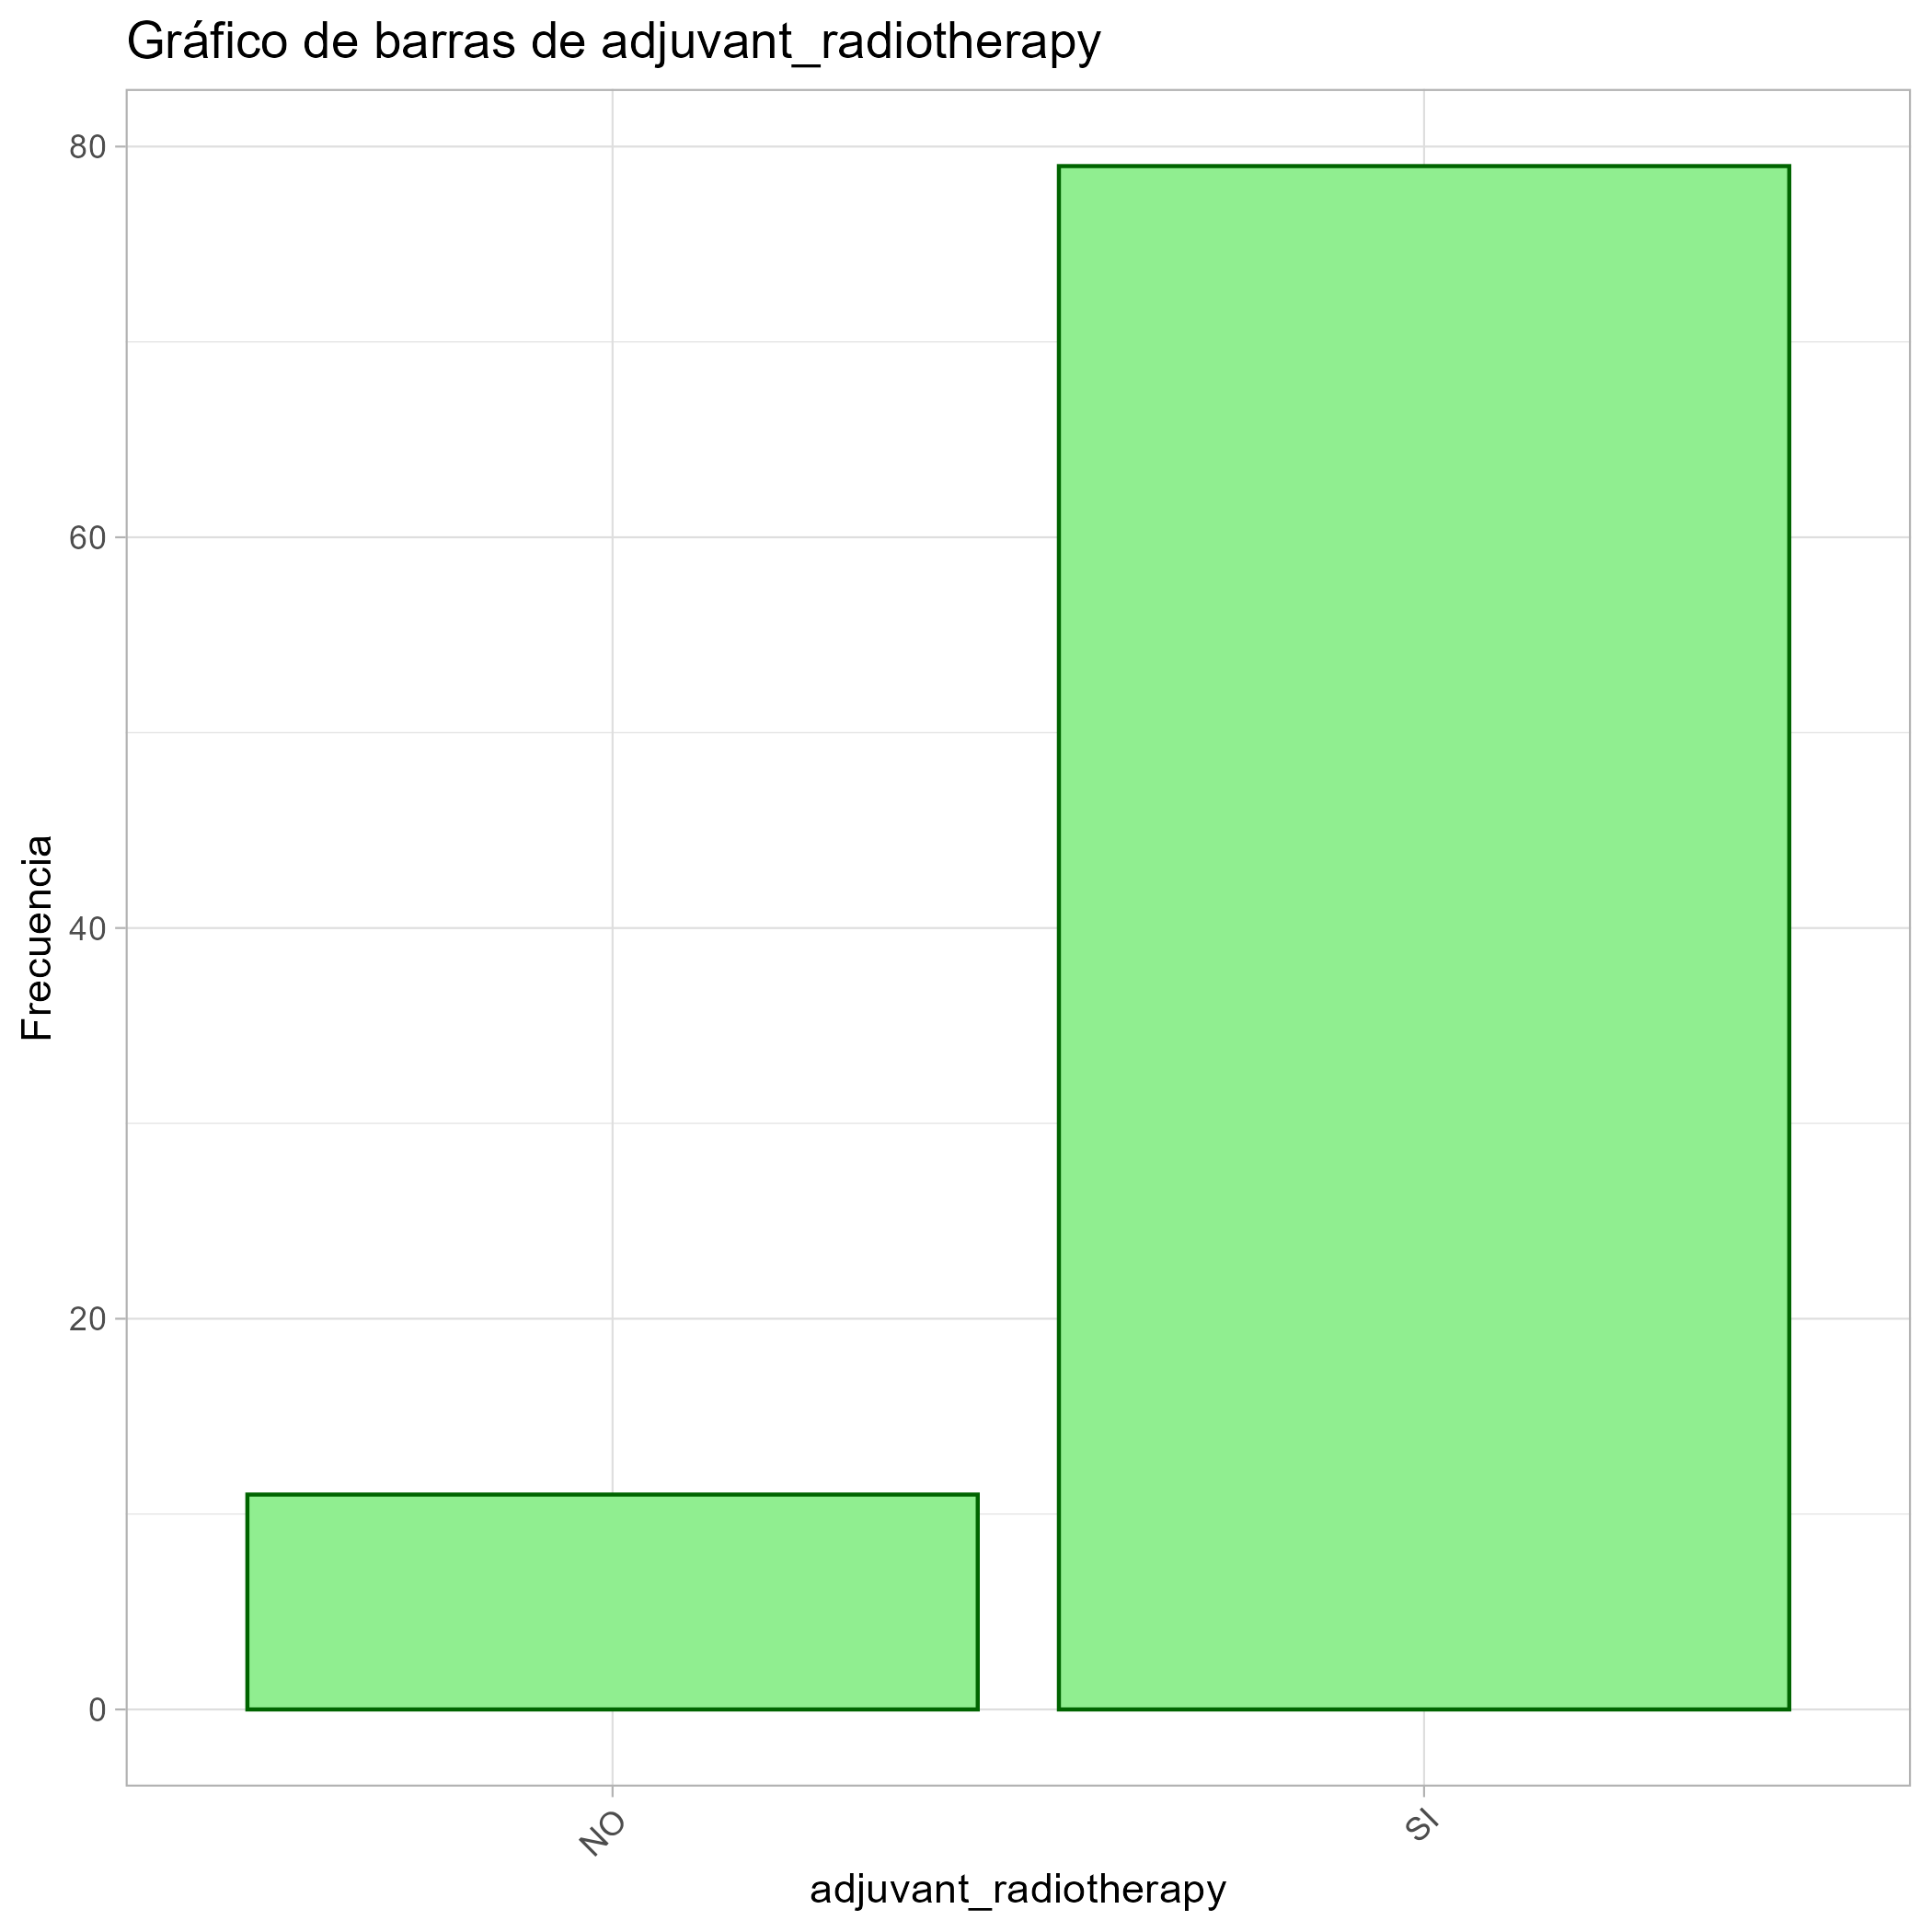 Gráfico de barras de adjuvant_radiotherapy
Frecuencia
80
60
40
20
0
NO
SI
adjuvant_radiotherapy